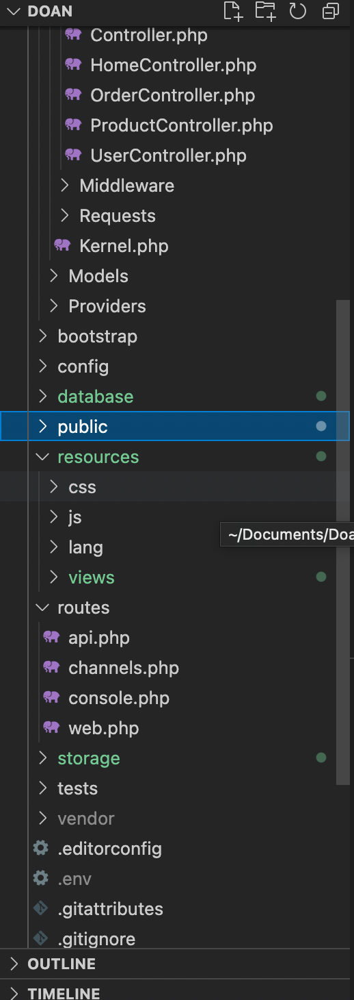 DOAN
Controller.php
HomeController.php
OrderController.php
ProductController.php
UserController.php
Middleware
Requests
Kernel.php
Models
Providers
bootstrap
config
database
public
resources
css
js
~/Documents/Doa
lang
views
routes
api.php
channels.php
console.php
web.php
storage
tests
vendor
.editorconfig
.env
.gitattributes
.gitignore
OUTLINE
TIMELINE